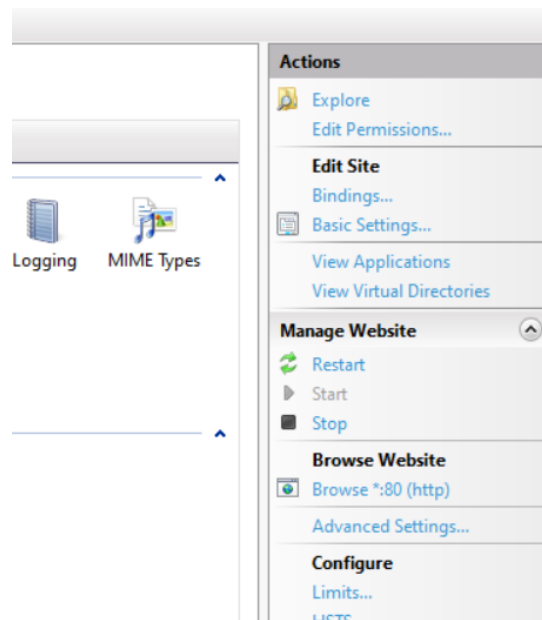 Logging
MIME Types
Actions
Explore
Edit Permissions...
Edit Site
Bindings...
Basic Settings...
View Applications
View Virtual Directories
Manage Website
Restart
Start
Stop
Browse Website
Browse *:80 (http)
Advanced Settings...
Configure
Limits...